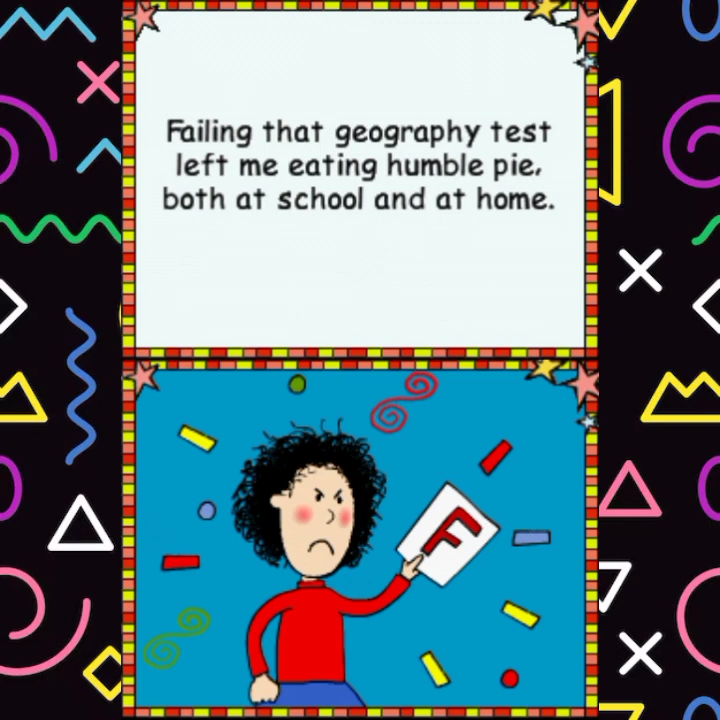 Failing that geography test
left me eating humble pie,
both at school and at home.
F